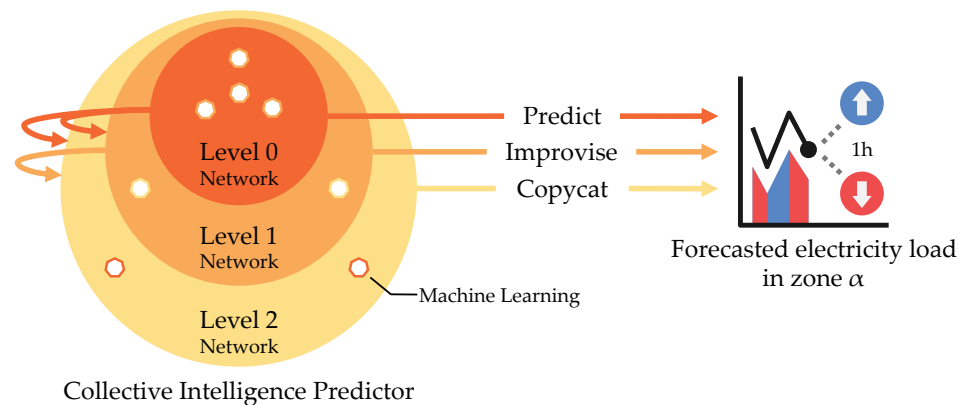 Level 0
Network
Level 1
Network
Level 2
Network
Machine Learning
Collective Intelligence Predictor
Predict
Improvise
Copycat
1h
Forecasted electricity load
in zone α